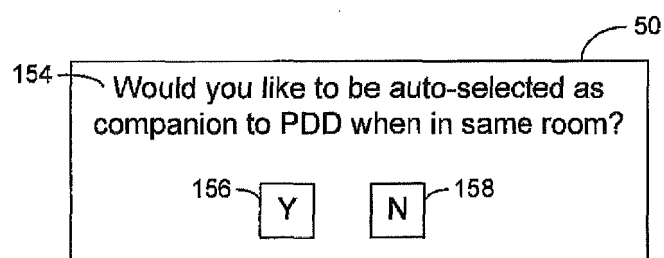 50
154 Would you like to be auto-selected as
companion to PDD when in same room?
156 Y N 158